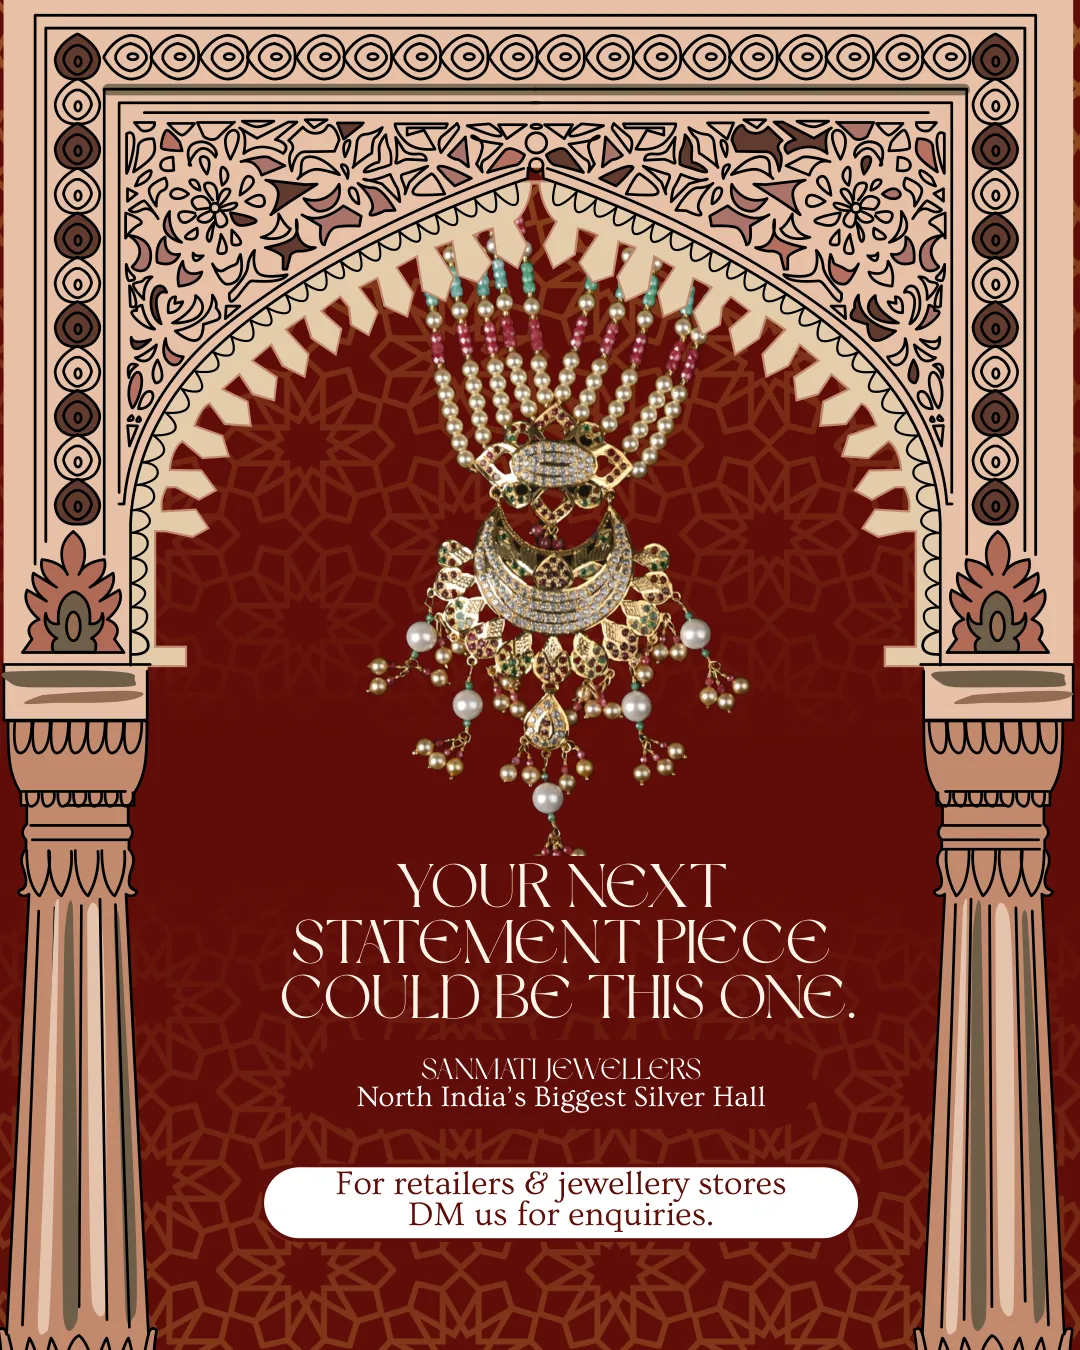 YOUR NEXT
STATEMENT PIECE
COULD BE THIS ONE.
SANMATI JEWELLERS
North India’s Biggest Silver Hall
For retailers & jewellery stores
DM us for enquiries.